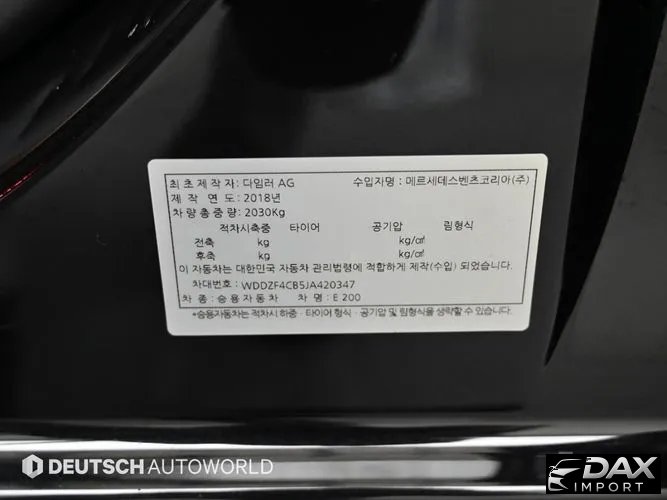 최초제작자: 다임러 AG 수입자명: 메르세데스벤츠코리아(주)
제작연도: 2018년
차량총중량: 2030Kg
적차시축중 타이어 공기압 림형식
전축 kg kg/㎠
후축 kg kg/㎠
이 자동차는 대한민국 자동차 관리법령에 적합하게 제작(수입) 되었습니다.
차대번호: WDDZF4CB5JA420347
차종: 승용자동차 차명: E 200
*승용자동차는 적차시 하중 · 타이어 형식 · 공기압 및 림형식을 생략할 수 있습니다.
DEUTSCH AUTOWORLD
DAX
IMPORT